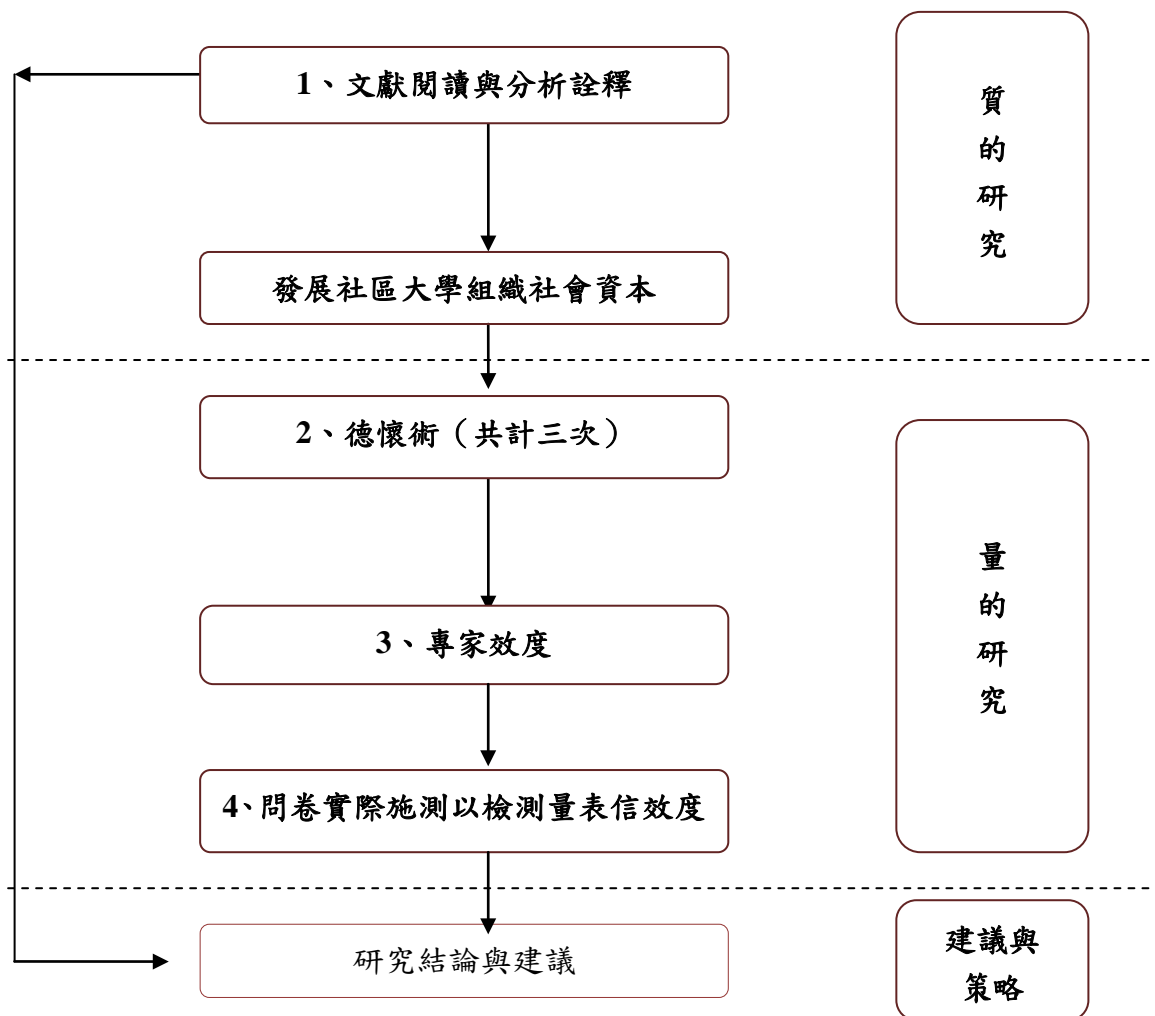 1、文獻閱讀與分析詮釋
質
的
研
究
發展社區大學組織社會資本
2、德懷術（共計三次）
量
的
研
究
3、專家效度
4、問卷實際施測以檢測量表信效度
研究結論與建議
建議與
策略